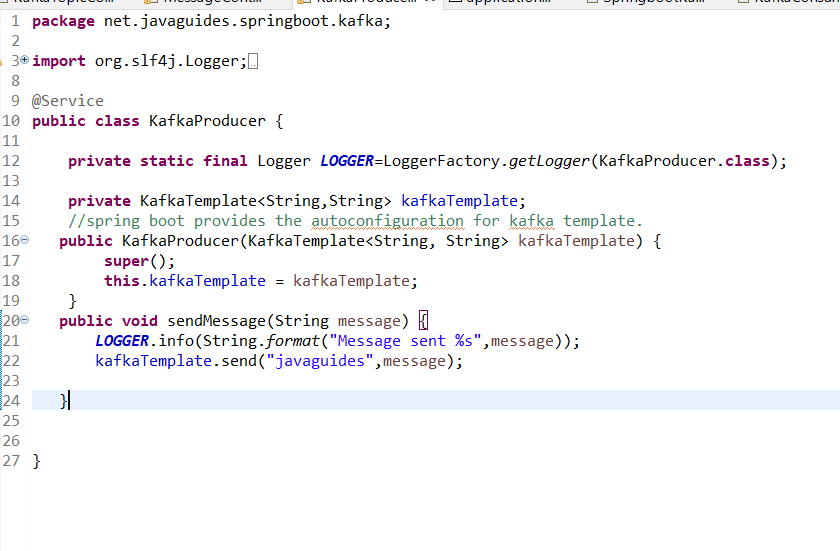 1 package net.javaguides.springboot.kafka;
2
3 import org.slf4j.Logger;
8
9 @Service
10 public class KafkaProducer {
11
12 private static final Logger LOGGER=LoggerFactory.getLogger(KafkaProducer.class);
13
14 private KafkaTemplate<String,String> kafkaTemplate;
15 //spring boot provides the autoconfiguration for kafka template.
16 public KafkaProducer(KafkaTemplate<String, String> kafkaTemplate) {
17 super();
18 this.kafkaTemplate = kafkaTemplate;
19 }
20 public void sendMessage(String message) {
21 LOGGER.info(String.format("Message sent %s",message));
22 kafkaTemplate.send("javaguides",message);
23
24 }
25
26
27 }